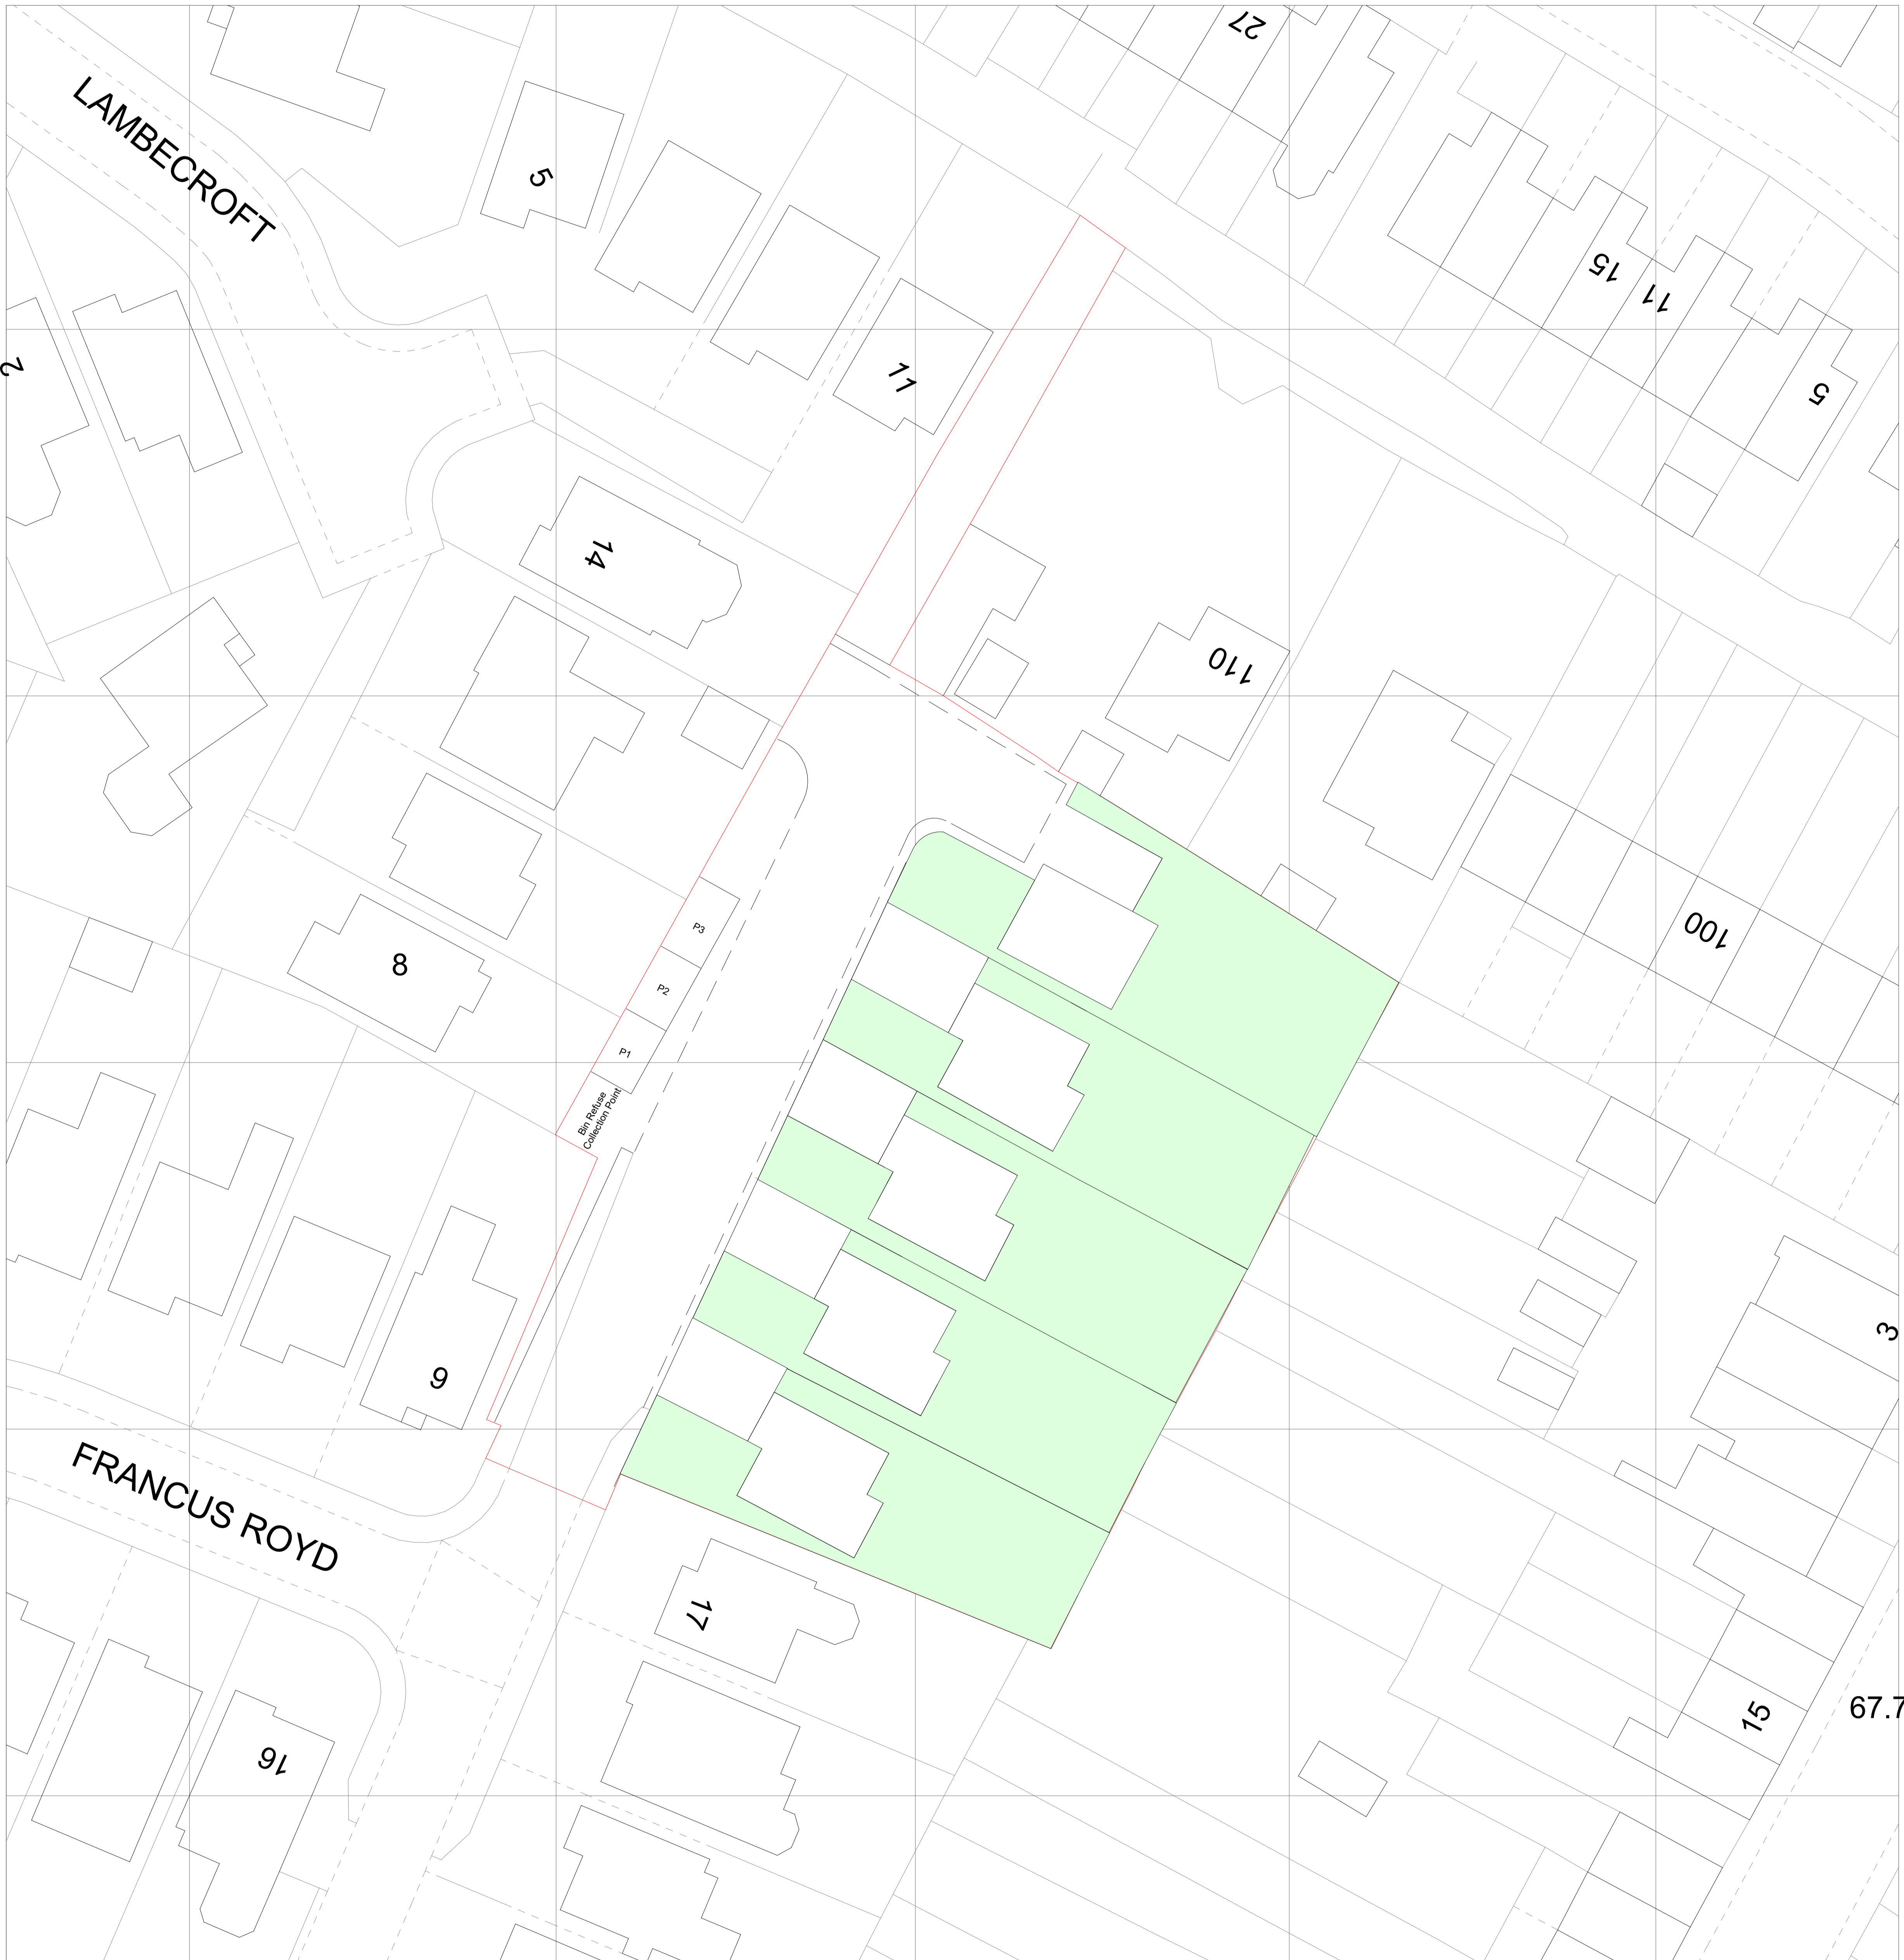 27
LAMBECROFT
5
15
11
2
11
5
14
110
P3
100
8
P2
P1
Bin Refuse
Collection Point
3
9
FRANCUS ROYD
17
15
67.7
16